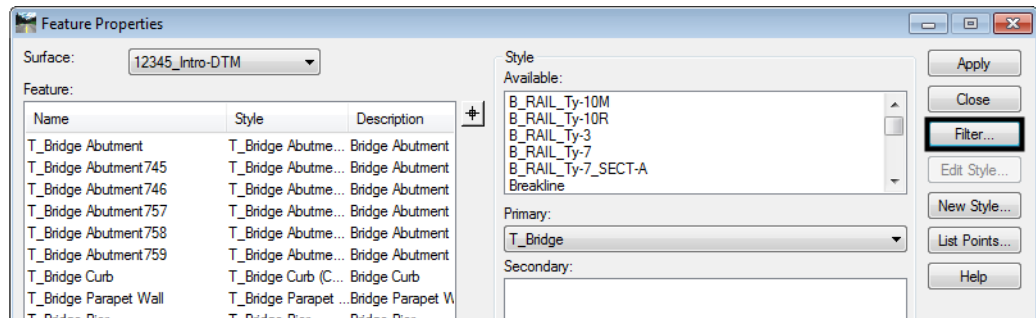 Feature Properties
Surface: 12345_Intro-DTM
Feature:
Name Style Description
T_Bridge Abutment T_Bridge Abutme... Bridge Abutment
T_Bridge Abutment745 T_Bridge Abutme... Bridge Abutment
T_Bridge Abutment746 T_Bridge Abutme... Bridge Abutment
T_Bridge Abutment757 T_Bridge Abutme... Bridge Abutment
T_Bridge Abutment758 T_Bridge Abutme... Bridge Abutment
T_Bridge Abutment759 T_Bridge Abutme... Bridge Abutment
T_Bridge Curb T_Bridge Curb (C... Bridge Curb
T_Bridge Parapet Wall T_Bridge Parapet ... Bridge Parapet W
Style
Available:
B_RAIL_Ty-10M
B_RAIL_Ty-10R
B_RAIL_Ty-3
B_RAIL_Ty-7
B_RAIL_Ty-7_SECT-A
Breakline
Primary:
T_Bridge
Secondary:
Apply
Close
Filter...
Edit Style...
New Style...
List Points...
Help